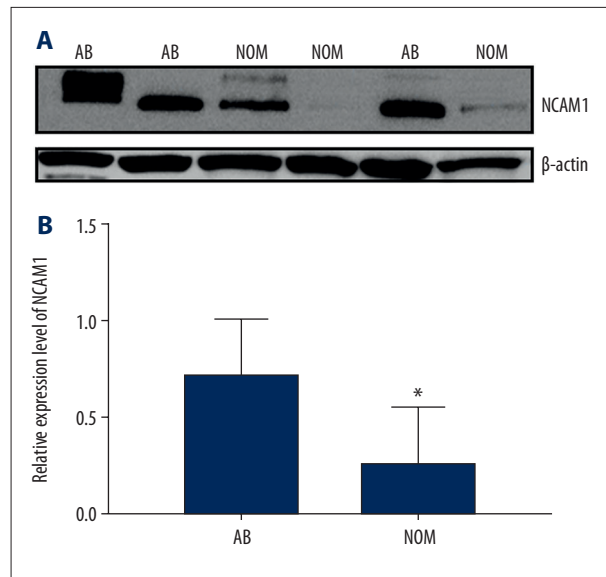 A
AB AB NOM NOM AB NOM
NCAM1
β-actin
B
Relative expression level of NCAM1
1.5
1.0
*
0.5
0.0
AB NOM